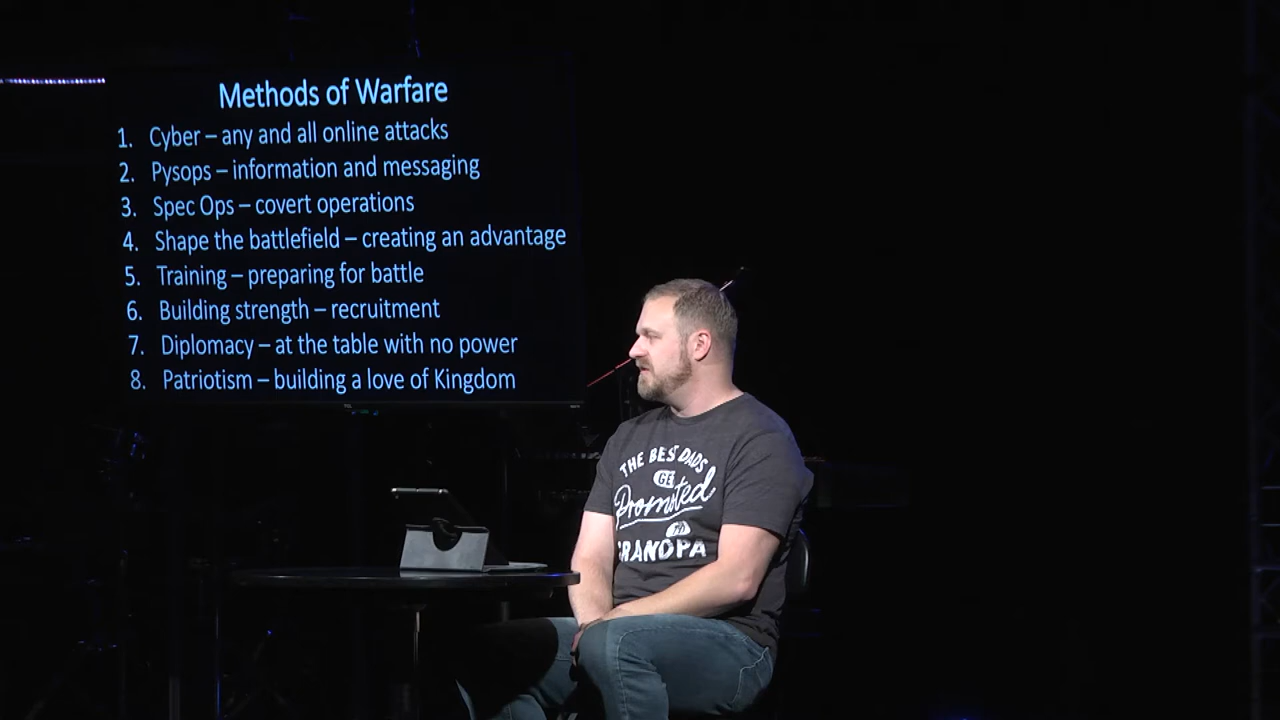 Methods of Warfare
1. Cyber – any and all online attacks
2. Pysops – information and messaging
3. Spec Ops – covert operations
4. Shape the battlefield – creating an advantage
5. Training – preparing for battle
6. Building strength – recruitment
7. Diplomacy – at the table with no power
8. Patriotism – building a love of Kingdom
THE BEST DADS
GET
Promoted
TO
GRANDPA